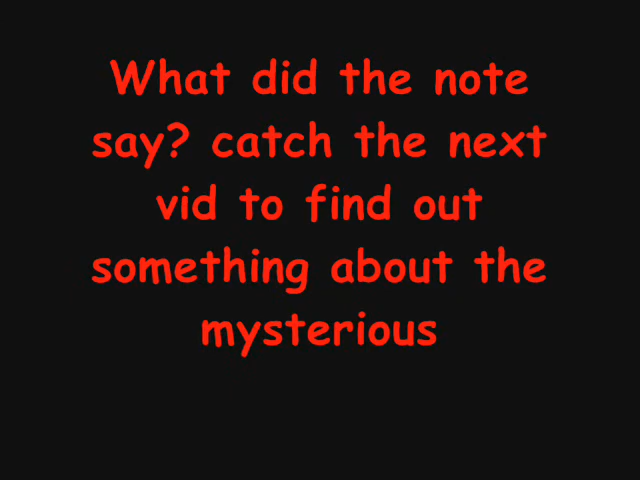 What did the note
say? catch the next
vid to find out
something about the
mysterious